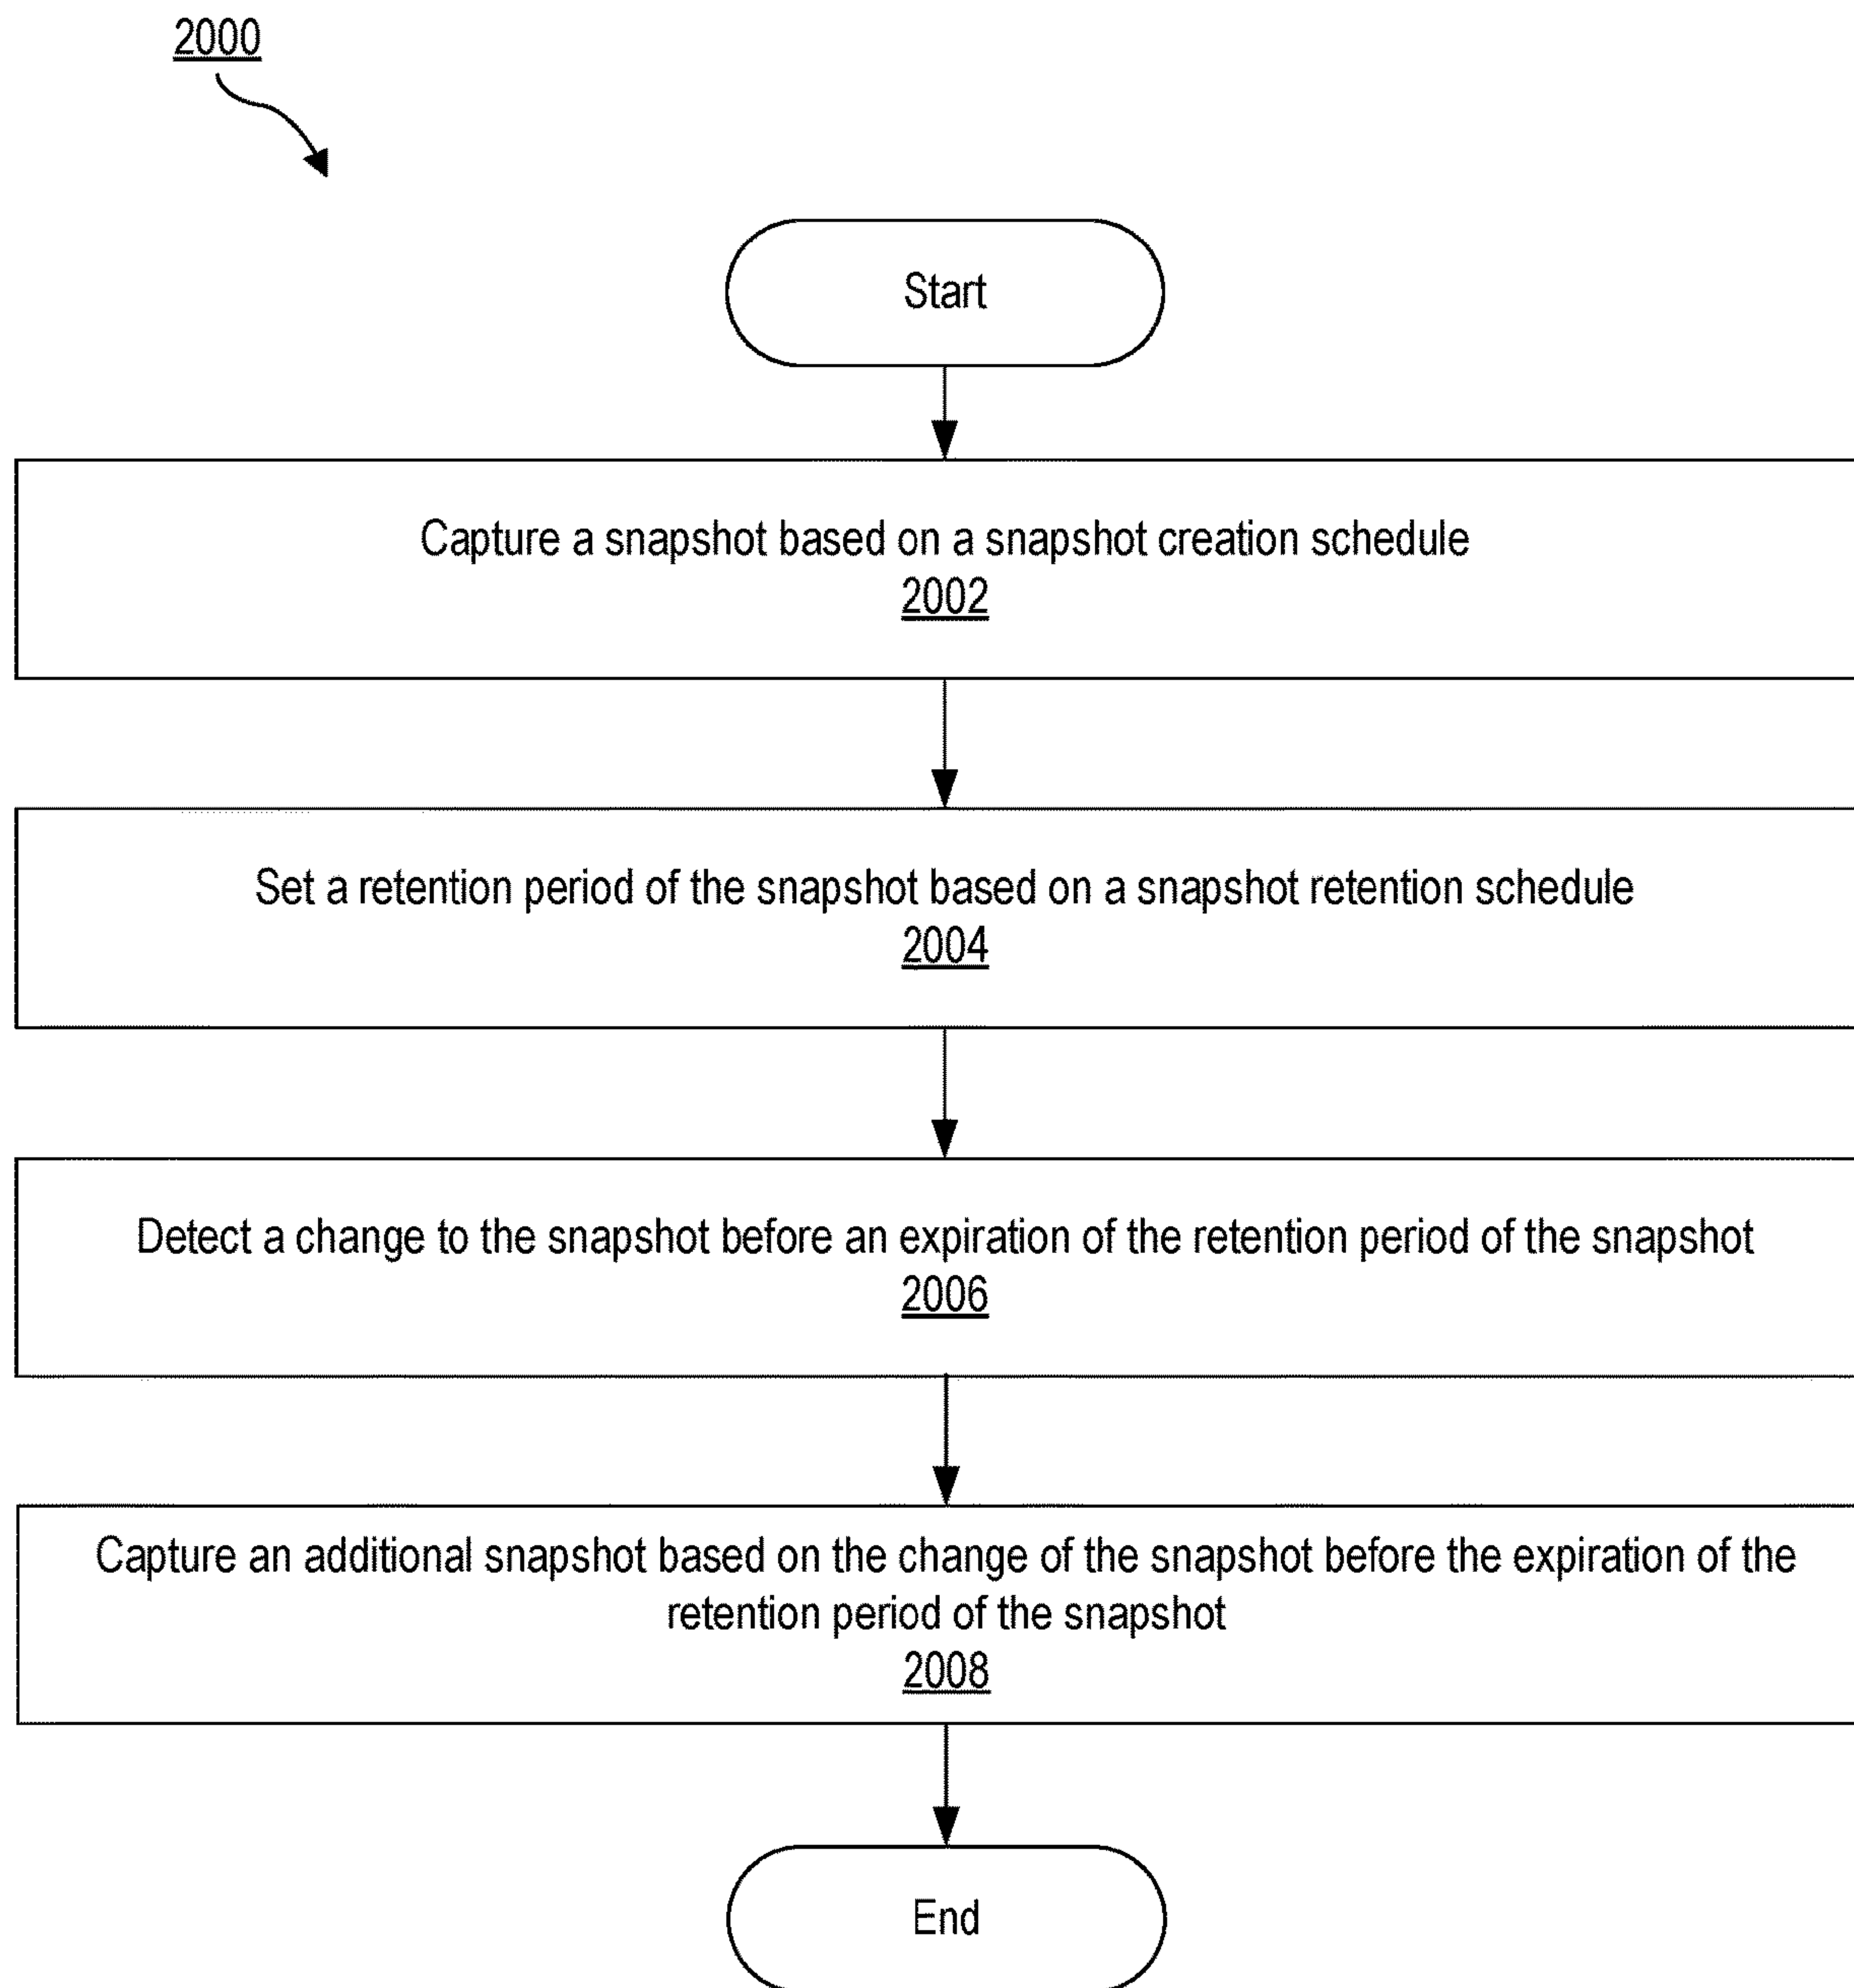 2000
Start
Capture a snapshot based on a snapshot creation schedule
2002
Set a retention period of the snapshot based on a snapshot retention schedule
2004
Detect a change to the snapshot before an expiration of the retention period of the snapshot
2006
Capture an additional snapshot based on the change of the snapshot before the expiration of the
retention period of the snapshot
2008
End